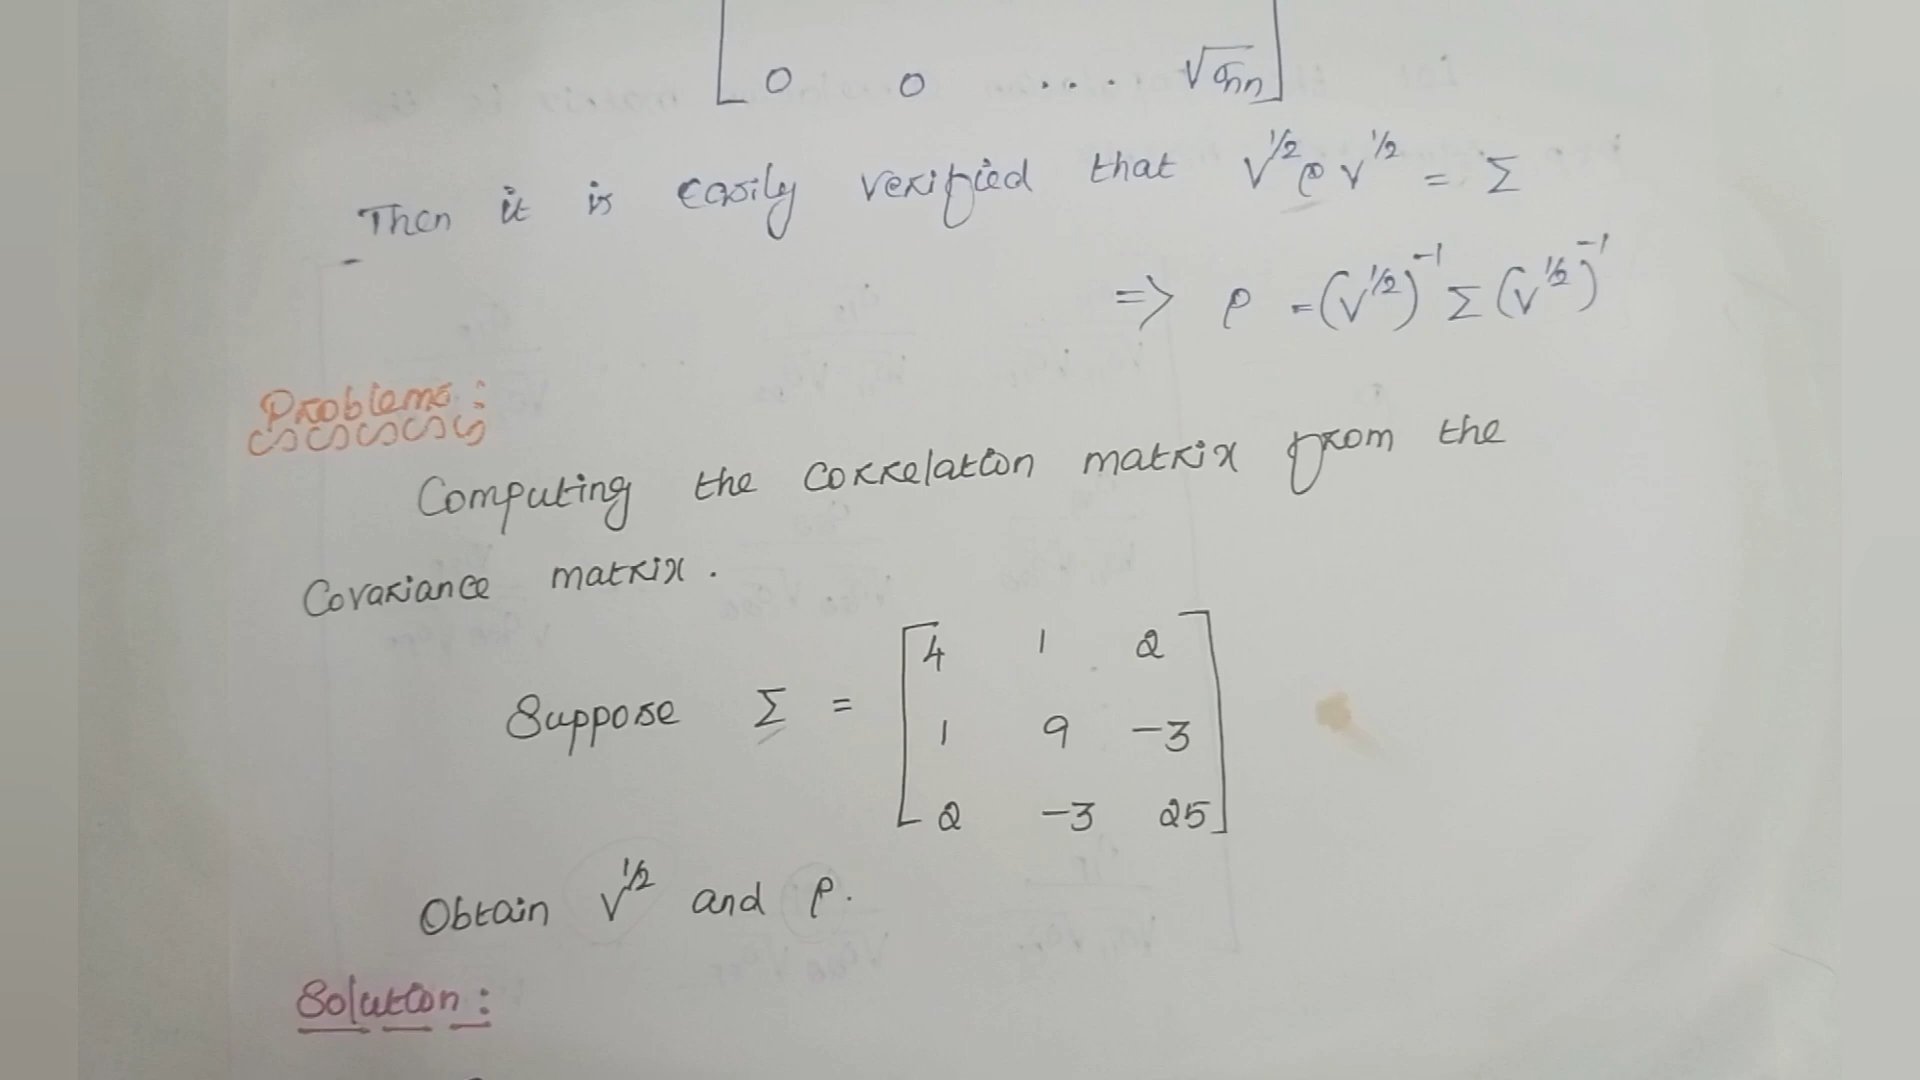 0 0 ... √σnn
Then it is easily verified that V^1/2 ρ V^1/2 = Σ
=> ρ = (V^1/2)^-1 Σ (V^1/2)^-1
Problems :
Computing the Correlation matrix from the
Covariance matrix .
Suppose Σ = [ 4 1 2
1 9 -3
2 -3 25 ]
Obtain V^1/2 and ρ.
Solution :